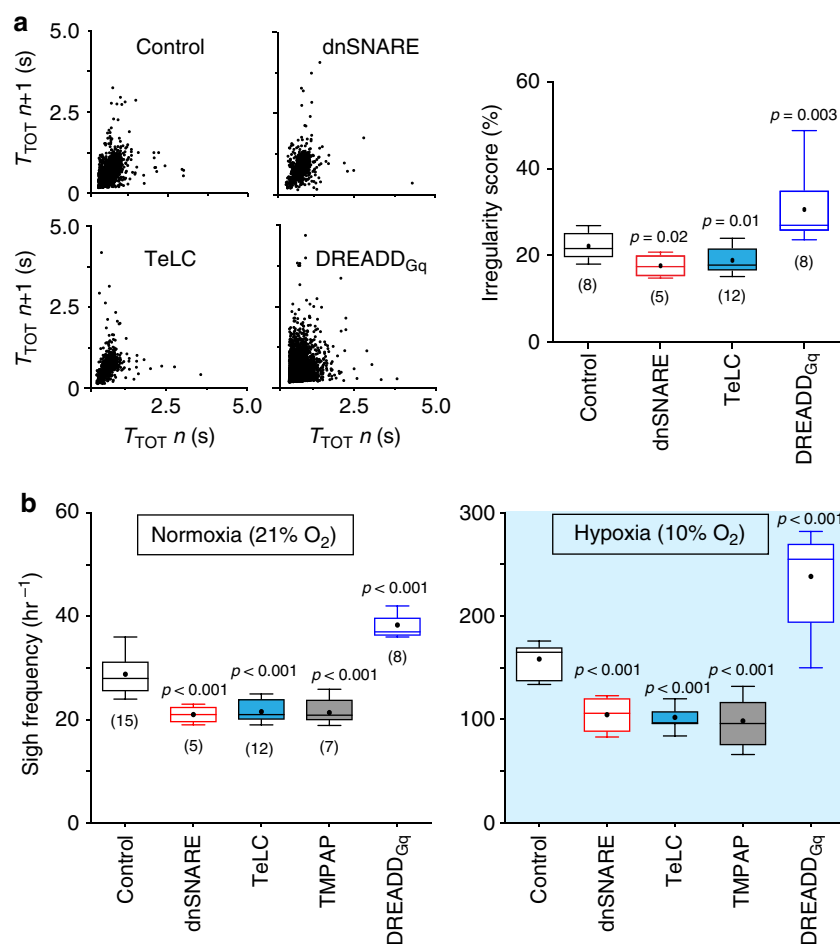 a
5.0
2.5
0
T_TOT n+1 (s)
Control
dnSNARE
5.0
2.5
0
T_TOT n+1 (s)
TeLC
DREADD_Gq
2.5
5.0
2.5
5.0
T_TOT n (s)
T_TOT n (s)
60
40
20
0
Irregularity score (%)
p = 0.003
p = 0.02
p = 0.01
(8)
(5)
(12)
(8)
Control
dnSNARE
TeLC
DREADD_Gq
b
60
40
20
0
Sigh frequency (hr⁻¹)
Normoxia (21% O₂)
p < 0.001
p < 0.001
p < 0.001
p < 0.001
(15)
(5)
(12)
(7)
(8)
Control
dnSNARE
TeLC
TMPAP
DREADD_Gq
300
200
100
0
Hypoxia (10% O₂)
p < 0.001
p < 0.001
p < 0.001
p < 0.001
Control
dnSNARE
TeLC
TMPAP
DREADD_Gq